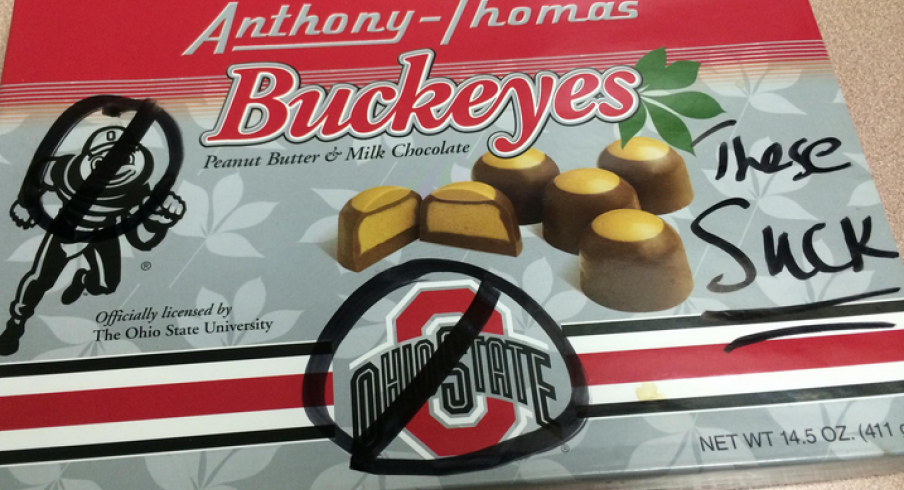 Anthony-Thomas
Buckeyes
Peanut Butter & Milk Chocolate
These
Suck
O
®
Officially licensed by
The Ohio State University
OHIO STATE
NET WT 14.5 OZ. (411